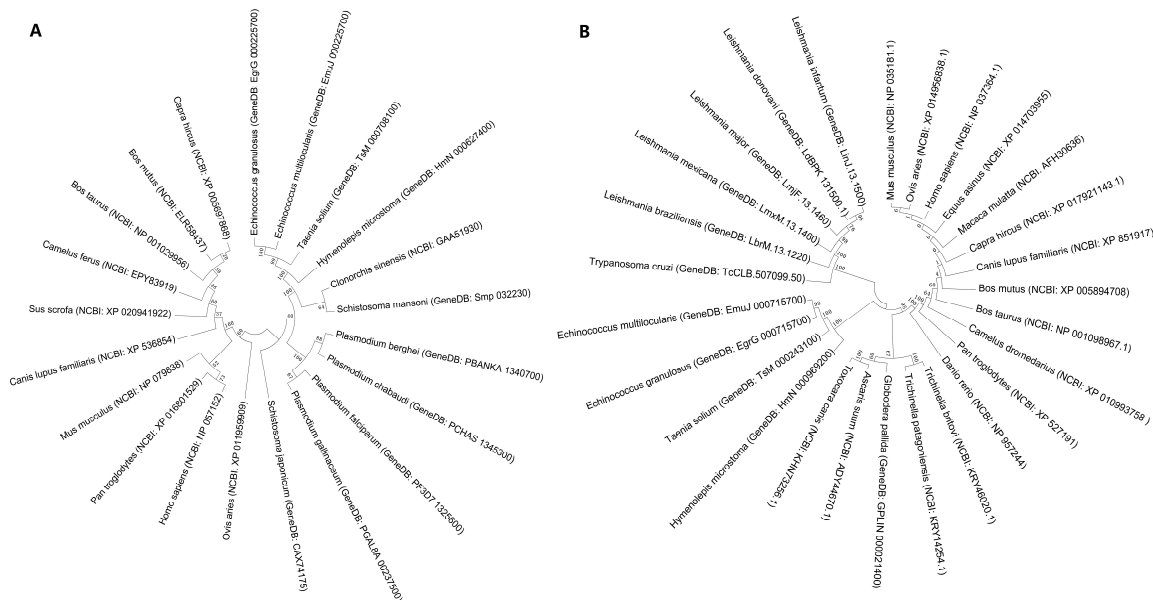 A
Echinococcus granulosus (GeneDB: EgrG 000225700)
Echinococcus multilocularis (GeneDB: EmuJ 000225700)
Taenia solium (GeneDB: TsM 000708100)
Hymenolepis microstoma (GeneDB: HmN 000627400)
Clonorchis sinensis (NCBI: GAA51930)
Schistosoma mansoni (GeneDB: Smp 032230)
Plasmodium berghei (GeneDB: PBANKA 1340700)
Plasmodium chabaudi (GeneDB: PCHAS 1345300)
Plasmodium falciparum (GeneDB: PF3D7 1325600)
Plasmodium gallinaceum (GeneDB: PGAL8A 00237500)
Schistosoma japonicum (GeneDB: CAX74175)
Ovis aries (NCBI: XP 011959909)
Homo sapiens (NCBI: NP 057152)
Pan troglodytes (NCBI: XP 016801529)
Mus musculus (NCBI: NP 079838)
Canis lupus familiaris (NCBI: XP 536854)
Sus scrofa (NCBI: XP 020941922)
Camelus ferus (NCBI: EPY83919)
Bos taurus (NCBI: NP 001029956)
Bos mutus (NCBI: ELR58437)
Capra hircus (NCBI: XP 005697868)
B
Mus musculus (NCBI: NP 035181.1)
Ovis aries (NCBI: XP 014956838.1)
Homo sapiens (NCBI: NP 037364.1)
Equus asinus (NCBI: XP 014703955)
Macaca mulatta (NCBI: AFH30636)
Capra hircus (NCBI: XP 017921143.1)
Canis lupus familiaris (NCBI: XP 851917)
Bos mutus (NCBI: XP 005894708)
Bos taurus (NCBI: NP 001098967.1)
Camelus dromedarius (NCBI: XP 010993758)
Pan troglodytes (NCBI: XP 527191)
Danio rerio (NCBI: NP 957244)
Trichinella britovi (NCBI: KRY46020.1)
Trichinella patagoniensis (NCBI: KRY14254.1)
Globodera pallida (GeneDB: GPLIN 000021400)
Ascaris suum (NCBI: ADY44670.1)
Toxocara canis (NCBI: KHN73256.1)
Hymenolepis microstoma (GeneDB: HmN 000969200)
Taenia solium (GeneDB: TsM 000243100)
Echinococcus granulosus (GeneDB: EgrG 000715700)
Echinococcus multilocularis (GeneDB: EmuJ 000715700)
Trypanosoma cruzi (GeneDB: TcCLB.507099.50)
Leishmania braziliensis (GeneDB: LbrM.13.1220)
Leishmania mexicana (GeneDB: LmxM.13.1460)
Leishmania major (GeneDB: LmjF.13.1460)
Leishmania donovani (GeneDB: LdBPK 131500.1)
Leishmania infantum (GeneDB: LinJ.13.1500)